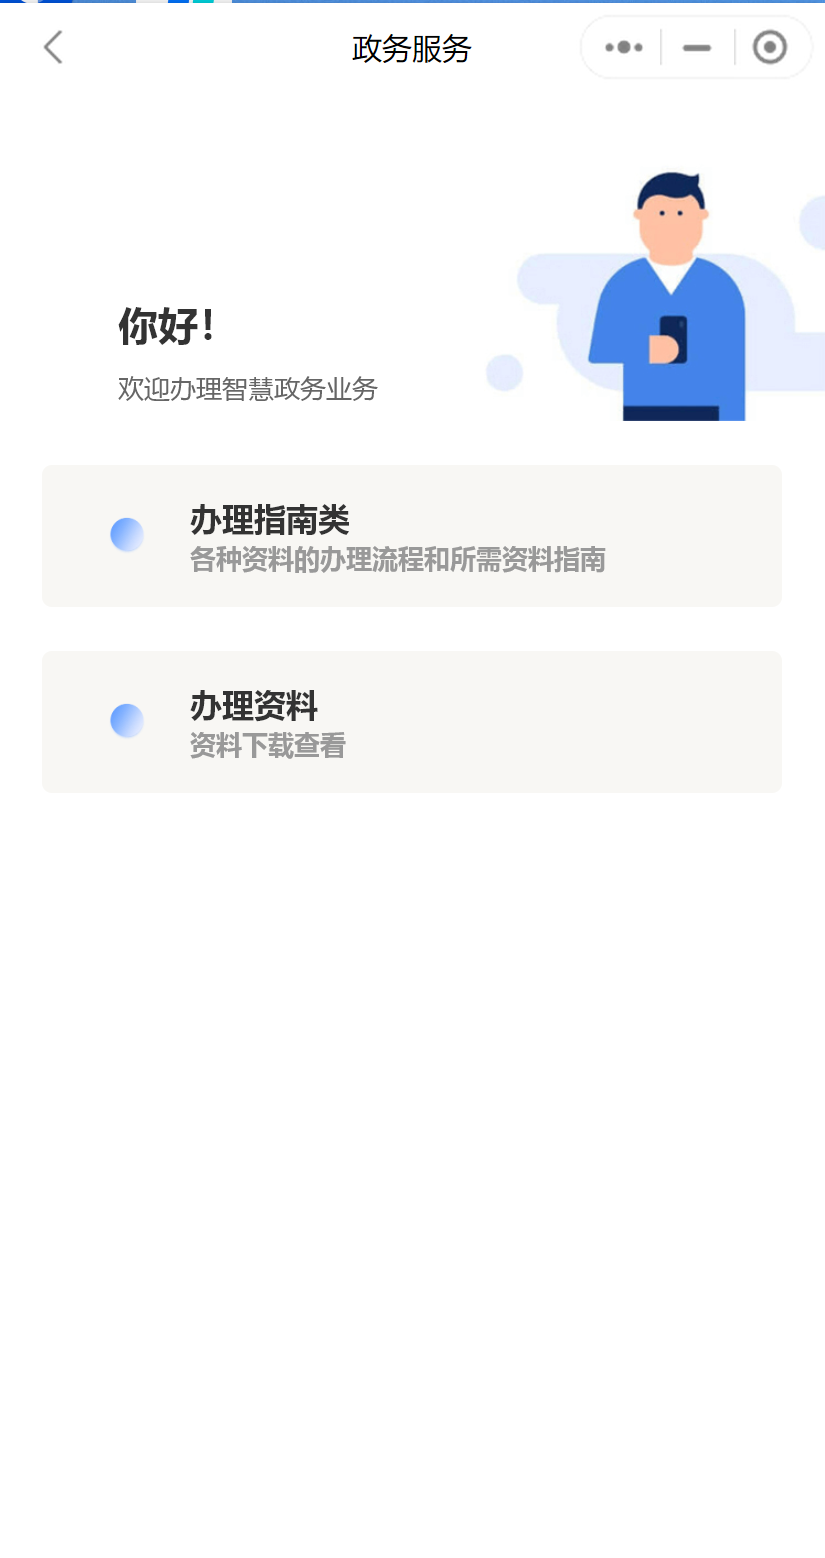 政务服务
你好！
欢迎办理智慧政务业务
办理指南类
各种资料的办理流程和所需资料指南
办理资料
资料下载查看